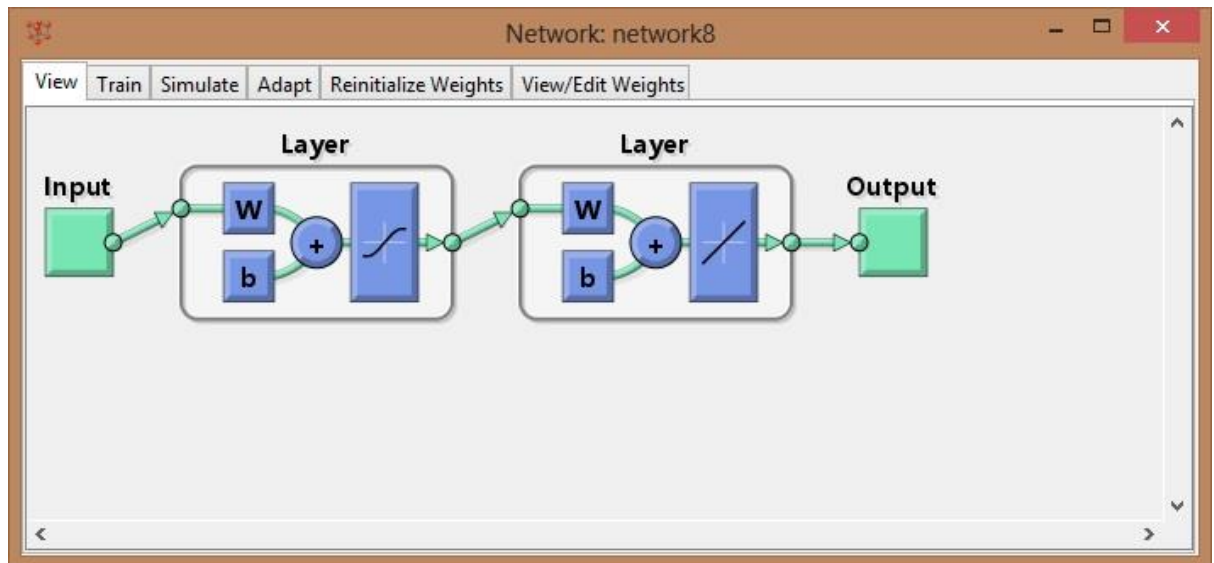 Network: network8
View Train Simulate Adapt Reinitialize Weights View/Edit Weights
Layer Layer
Input Output
W W
+ +
b b